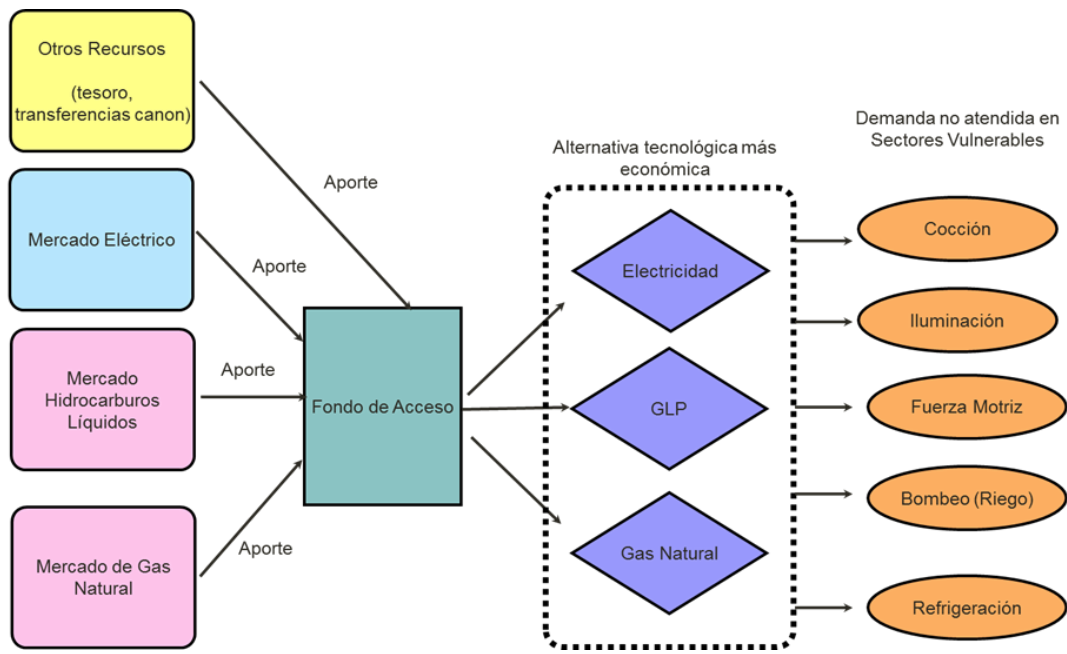 Otros Recursos
(tesoro,
transferencias canon)
Mercado Eléctrico
Mercado
Hidrocarburos
Líquidos
Mercado de Gas
Natural
Aporte
Aporte
Aporte
Aporte
Fondo de Acceso
Alternativa tecnológica más
económica
Electricidad
GLP
Gas Natural
Demanda no atendida en
Sectores Vulnerables
Cocción
Iluminación
Fuerza Motriz
Bombeo (Riego)
Refrigeración